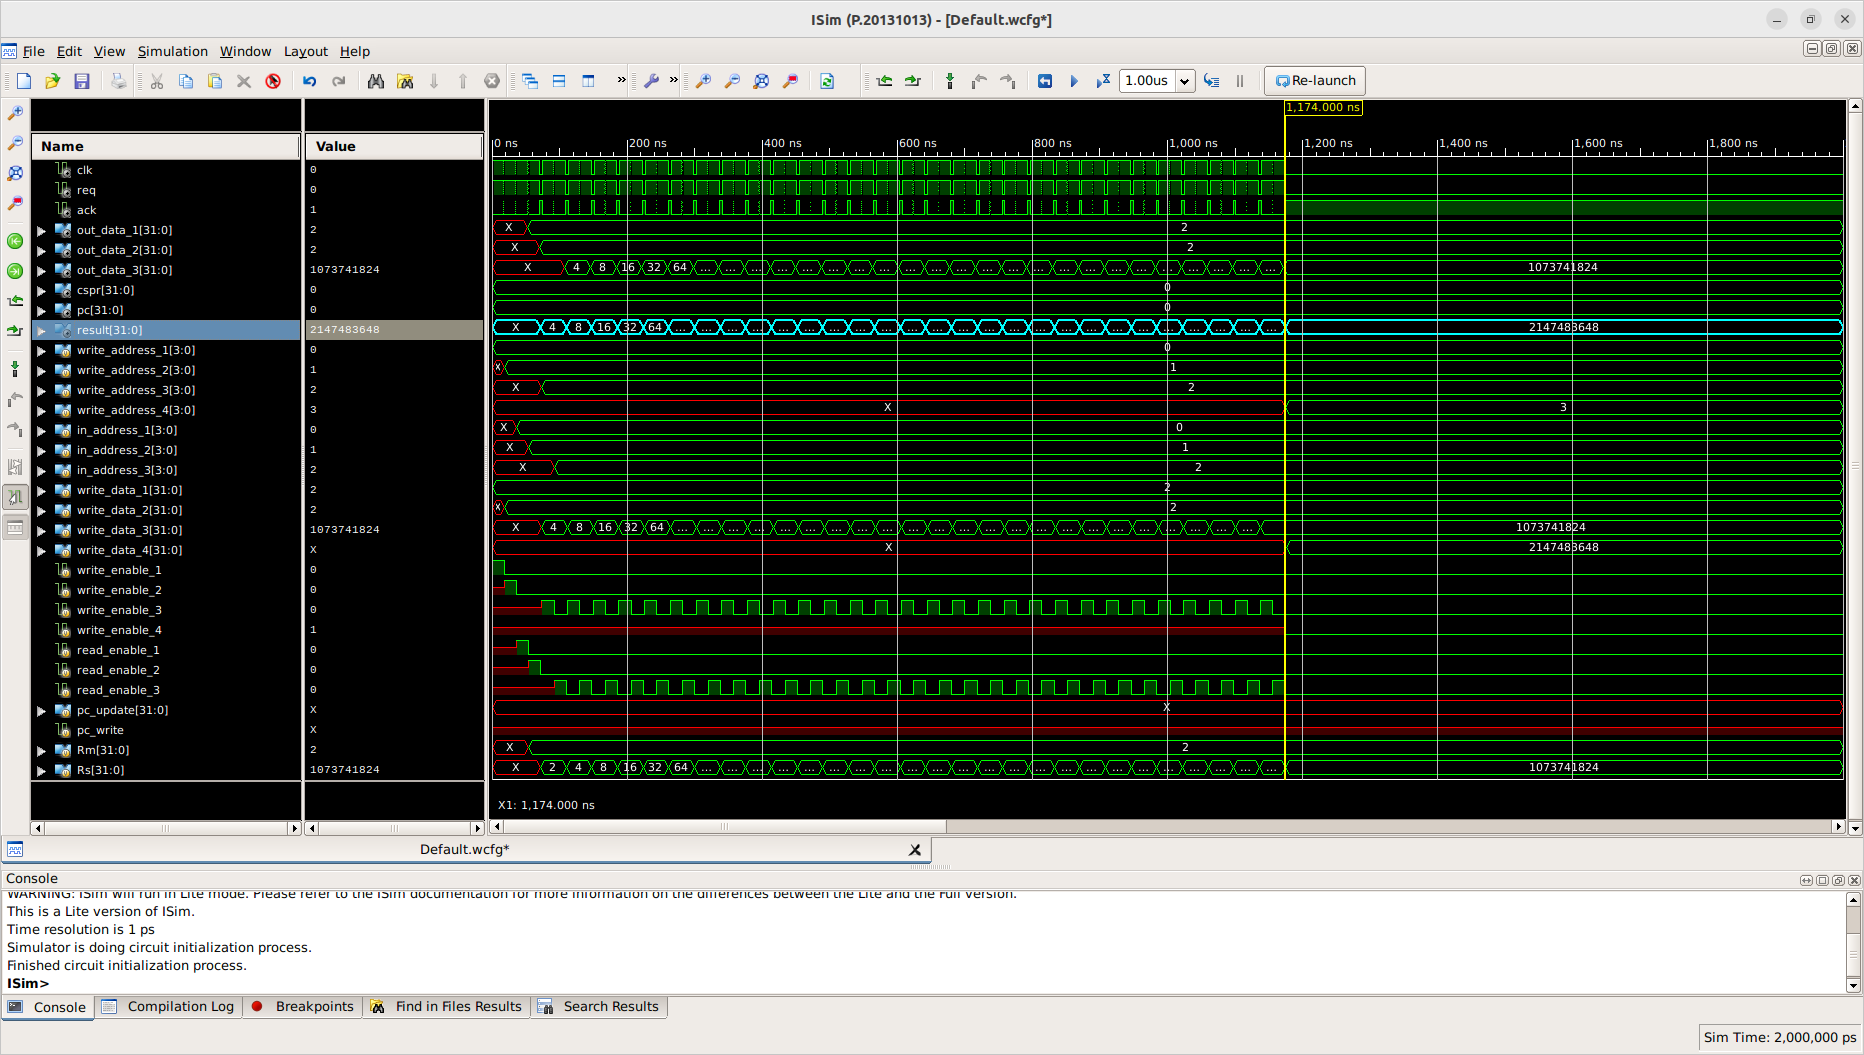 ISim (P.20131013) - [Default.wcfg*]
File Edit View Simulation Window Layout Help
» » 1.00us Re-launch
1,174.000 ns
Name Value
0 ns 200 ns 400 ns 600 ns 800 ns 1,000 ns 1,200 ns 1,400 ns 1,600 ns 1,800 ns
clk 0
req 0
ack 1
out_data_1[31:0] 2 X 2
out_data_2[31:0] 2 X 2
out_data_3[31:0] 1073741824 X 4 8 16 32 64 ... ... ... ... ... ... ... ... ... ... ... ... ... ... ... ... ... ... ... ... ... ... ... 1073741824
cspr[31:0] 0 0
pc[31:0] 0 0
result[31:0] 2147483648 X 4 8 16 32 64 ... ... ... ... ... ... ... ... ... ... ... ... ... ... ... ... ... ... ... ... ... ... ... ... 2147483648
write_address_1[3:0] 0 0
write_address_2[3:0] 1 X 1
write_address_3[3:0] 2 X 2
write_address_4[3:0] 3 X 3
in_address_1[3:0] 0 X 0
in_address_2[3:0] 1 X 1
in_address_3[3:0] 2 X 2
write_data_1[31:0] 2 2
write_data_2[31:0] 2 X 2
write_data_3[31:0] 1073741824 X 4 8 16 32 64 ... ... ... ... ... ... ... ... ... ... ... ... ... ... ... ... ... ... ... ... ... ... ... 1073741824
write_data_4[31:0] X X 2147483648
write_enable_1 0
write_enable_2 0
write_enable_3 0
write_enable_4 1
read_enable_1 0
read_enable_2 0
read_enable_3 0
pc_update[31:0] X X
pc_write X
Rm[31:0] 2 X 2
Rs[31:0] 1073741824 X 2 4 8 16 32 64 ... ... ... ... ... ... ... ... ... ... ... ... ... ... ... ... ... ... ... ... ... ... ... 1073741824
X1: 1,174.000 ns
Default.wcfg*
Console
WARNING: ISim will run in Lite mode. Please refer to the ISim documentation for more information on the differences between the Lite and the Full version.
This is a Lite version of ISim.
Time resolution is 1 ps
Simulator is doing circuit initialization process.
Finished circuit initialization process.
ISim>
Console Compilation Log Breakpoints Find in Files Results Search Results
Sim Time: 2,000,000 ps